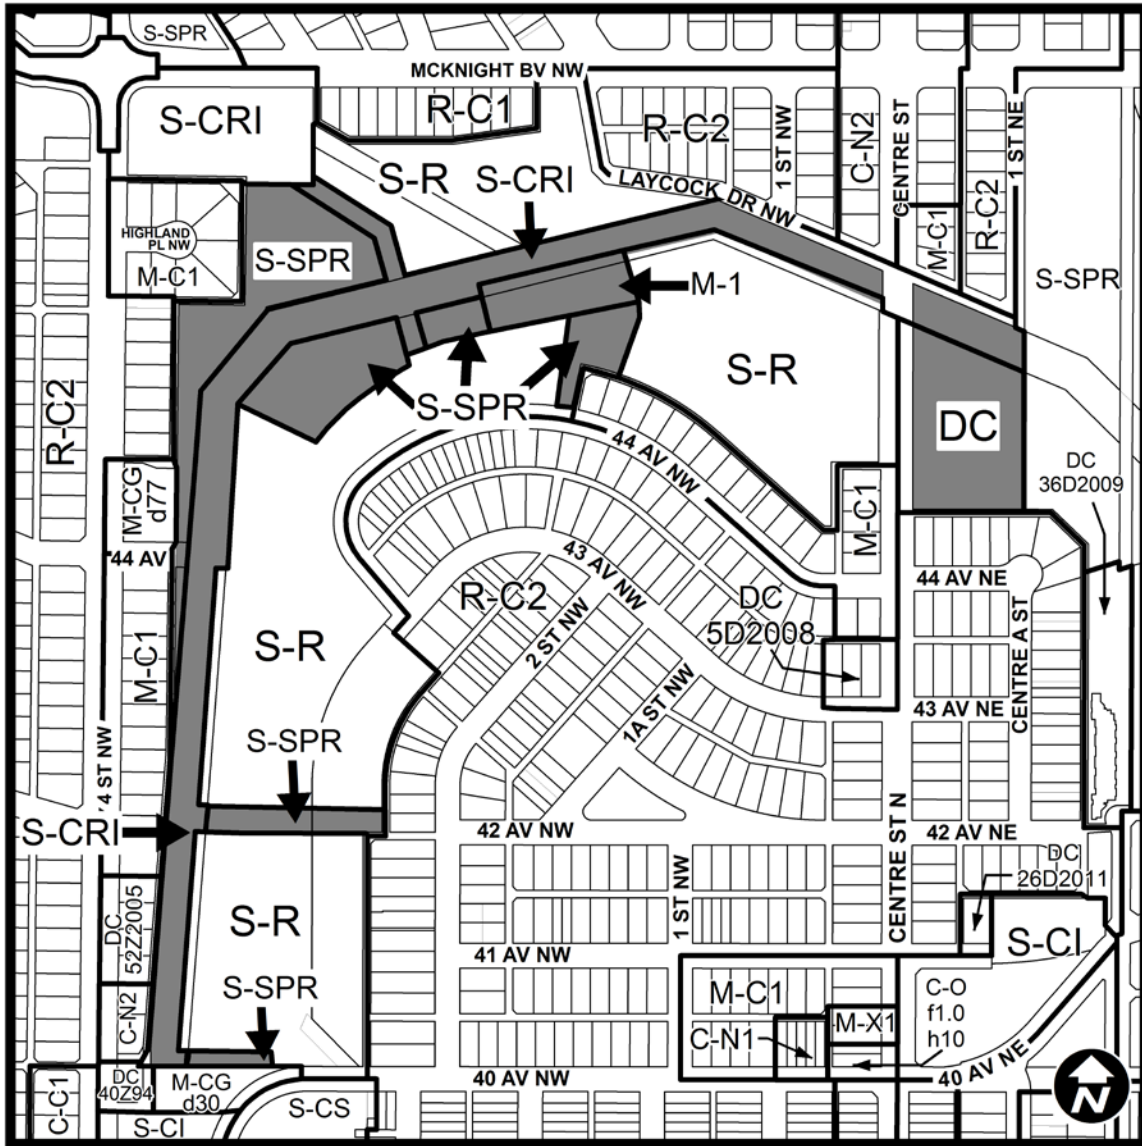 S-SPR
MCKNIGHT BV NW
S-CRI
R-C1
R-C2
1 ST NW
C-N2
CENTRE ST
M-C1
R-C2
1 ST NE
S-R
S-CRI
LAYCOCK DR NW
HIGHLAND
PL NW
M-C1
S-SPR
M-1
S-SPR
S-R
R-C2
S-SPR
DC
44 AV NW
DC
36D2009
M-CG
d77
M-C1
44 AV
43 AV NW
R-C2
44 AV NE
DC
5D2008
2 ST NW
CENTRE A ST
S-R
M-C1
1A ST NW
43 AV NE
S-SPR
4 ST NW
S-CRI
42 AV NW
CENTRE ST N
42 AV NE
DC
26D2011
DC
52Z2005
S-R
1 ST NW
S-CI
41 AV NW
S-SPR
M-C1
C-O
f1.0
h10
C-N2
M-X1
C-N1
40 AV NW
40 AV NE
C-C1
DC
40Z94
M-CG
d30
S-CS
S-CI
N